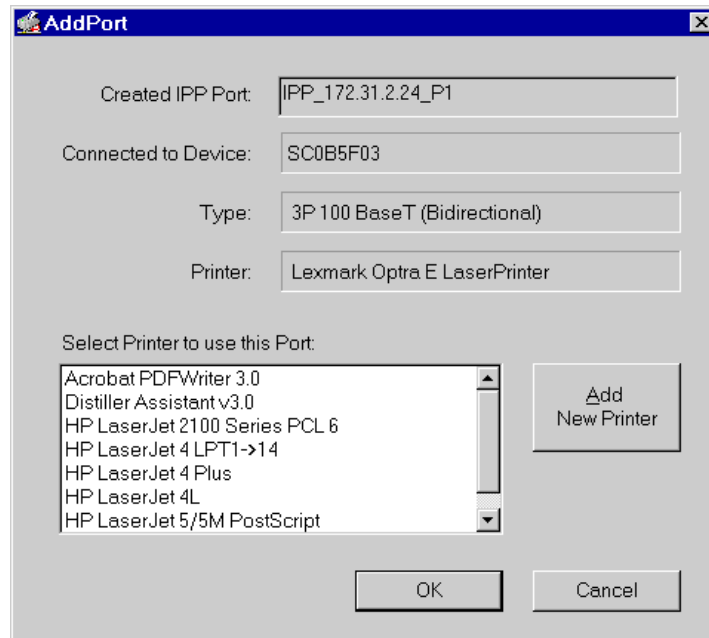 AddPort
Created IPP Port: IPP_172.31.2.24_P1
Connected to Device: SC0B5F03
Type: 3P 100 BaseT (Bidirectional)
Printer: Lexmark Optra E LaserPrinter
Select Printer to use this Port:
Acrobat PDFWriter 3.0
Distiller Assistant v3.0
HP LaserJet 2100 Series PCL 6
HP LaserJet 4 LPT1->14
HP LaserJet 4 Plus
HP LaserJet 4L
HP LaserJet 5/5M PostScript
Add
New Printer
OK Cancel